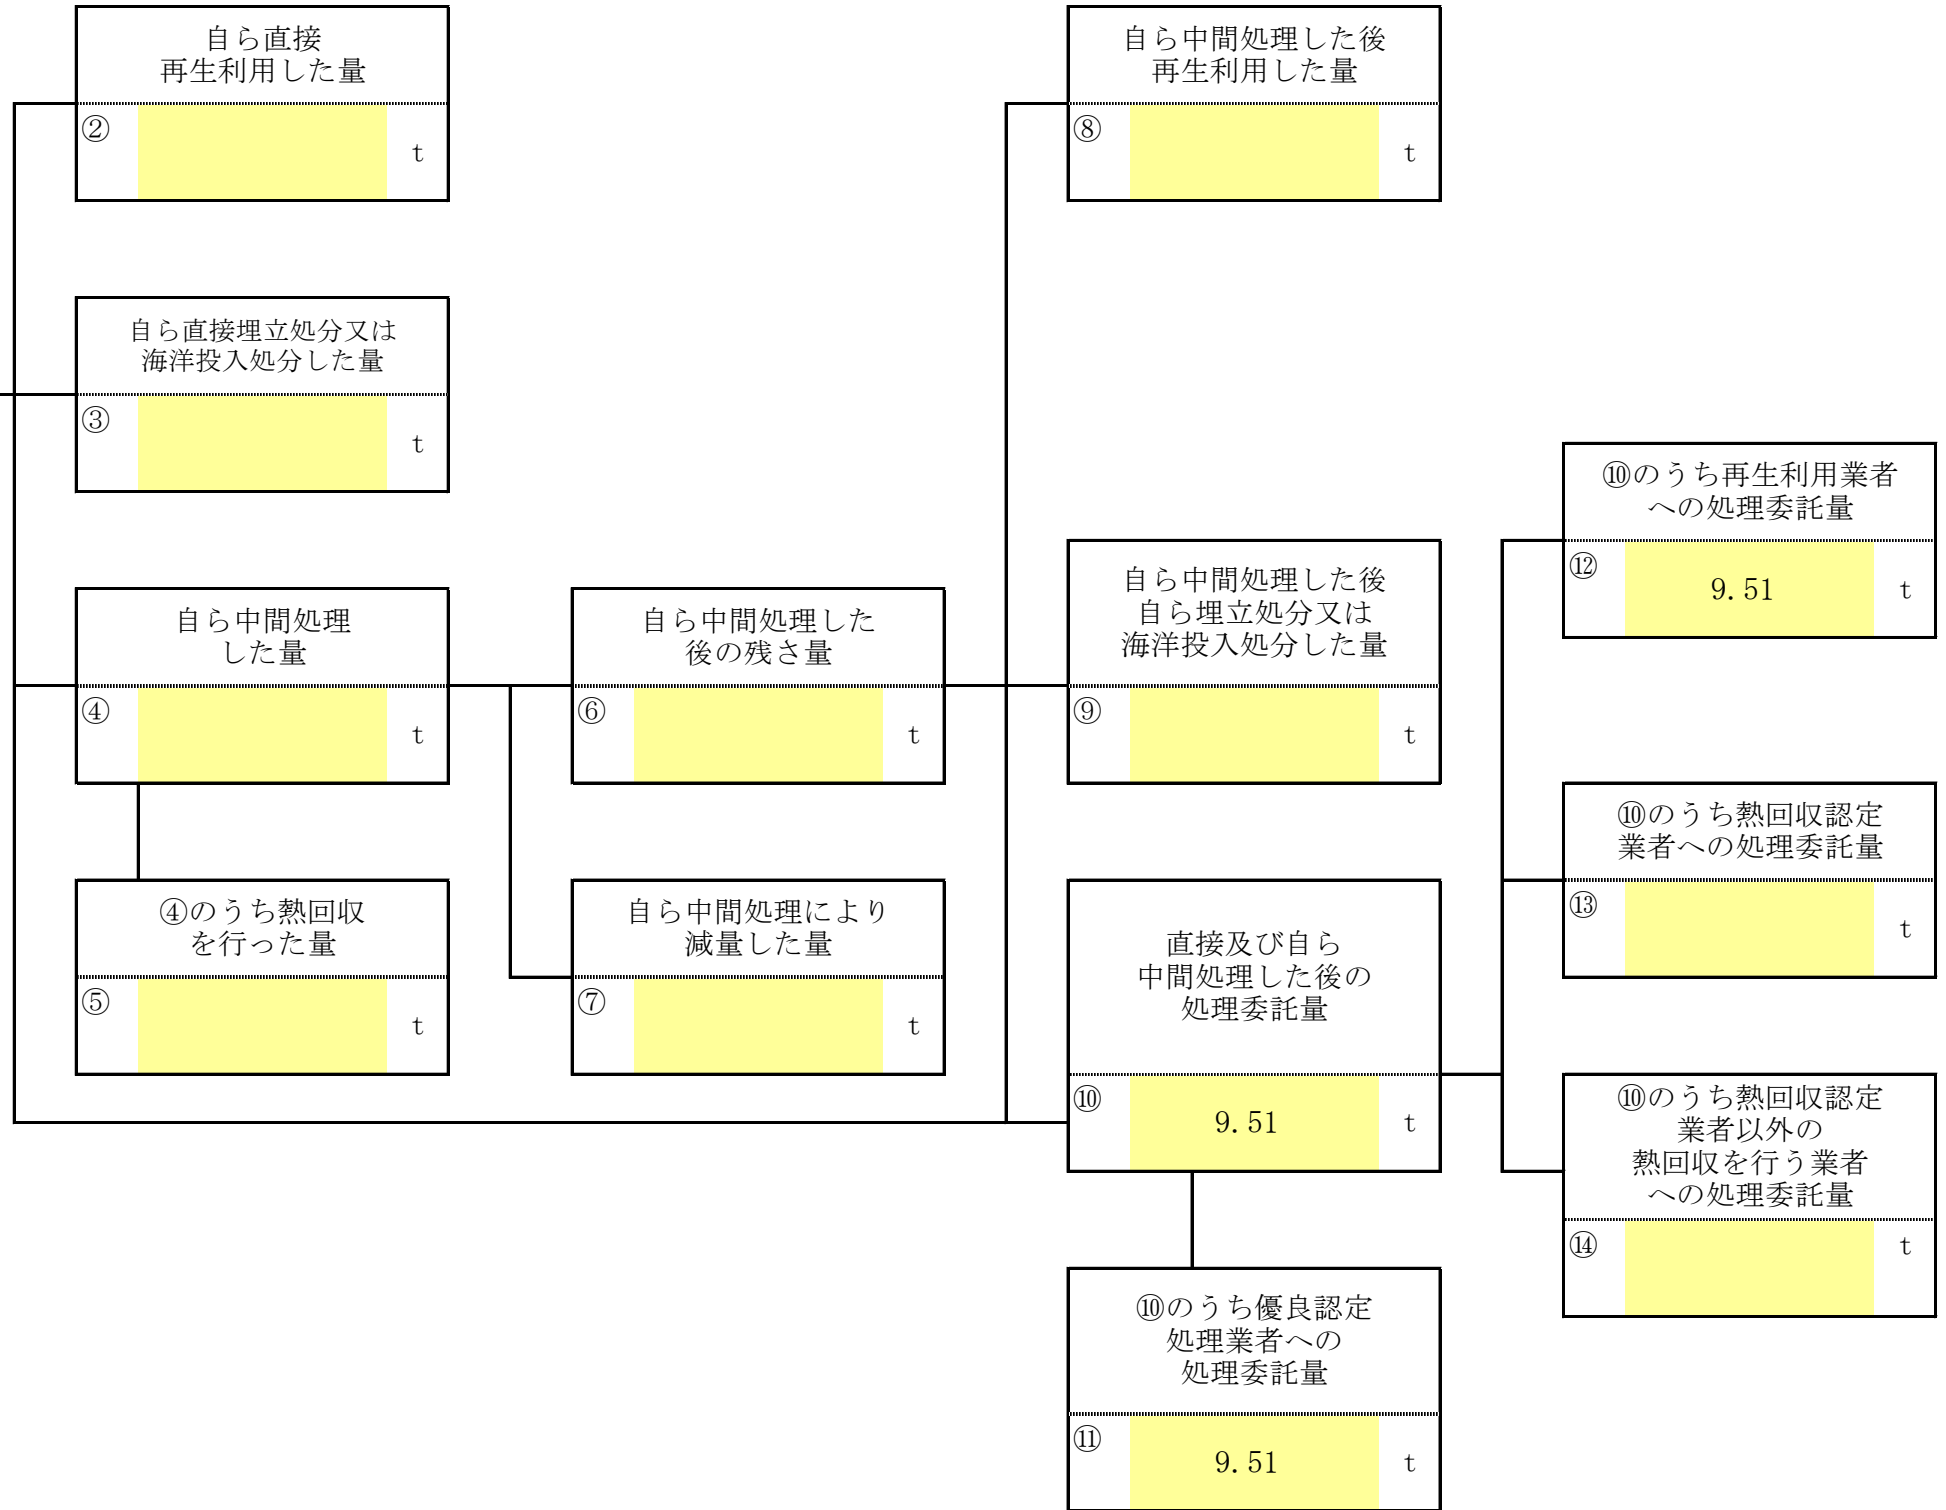 自ら直接
再生利用した量
②
t
自ら中間処理した後
再生利用した量
⑧
t
自ら直接埋立処分又は
海洋投入処分した量
③
t
⑩のうち再生利用業者
への処理委託量
⑫
9.51
t
自ら中間処理
した量
④
t
自ら中間処理した
後の残さ量
⑥
t
自ら中間処理した後
自ら埋立処分又は
海洋投入処分した量
⑨
t
⑩のうち熱回収認定
業者への処理委託量
⑬
t
④のうち熱回収
を行った量
⑤
t
自ら中間処理により
減量した量
⑦
t
直接及び自ら
中間処理した後の
処理委託量
⑩
9.51
t
⑩のうち熱回収認定
業者以外の
熱回収を行う業者
への処理委託量
⑭
t
⑩のうち優良認定
処理業者への
処理委託量
⑪
9.51
t